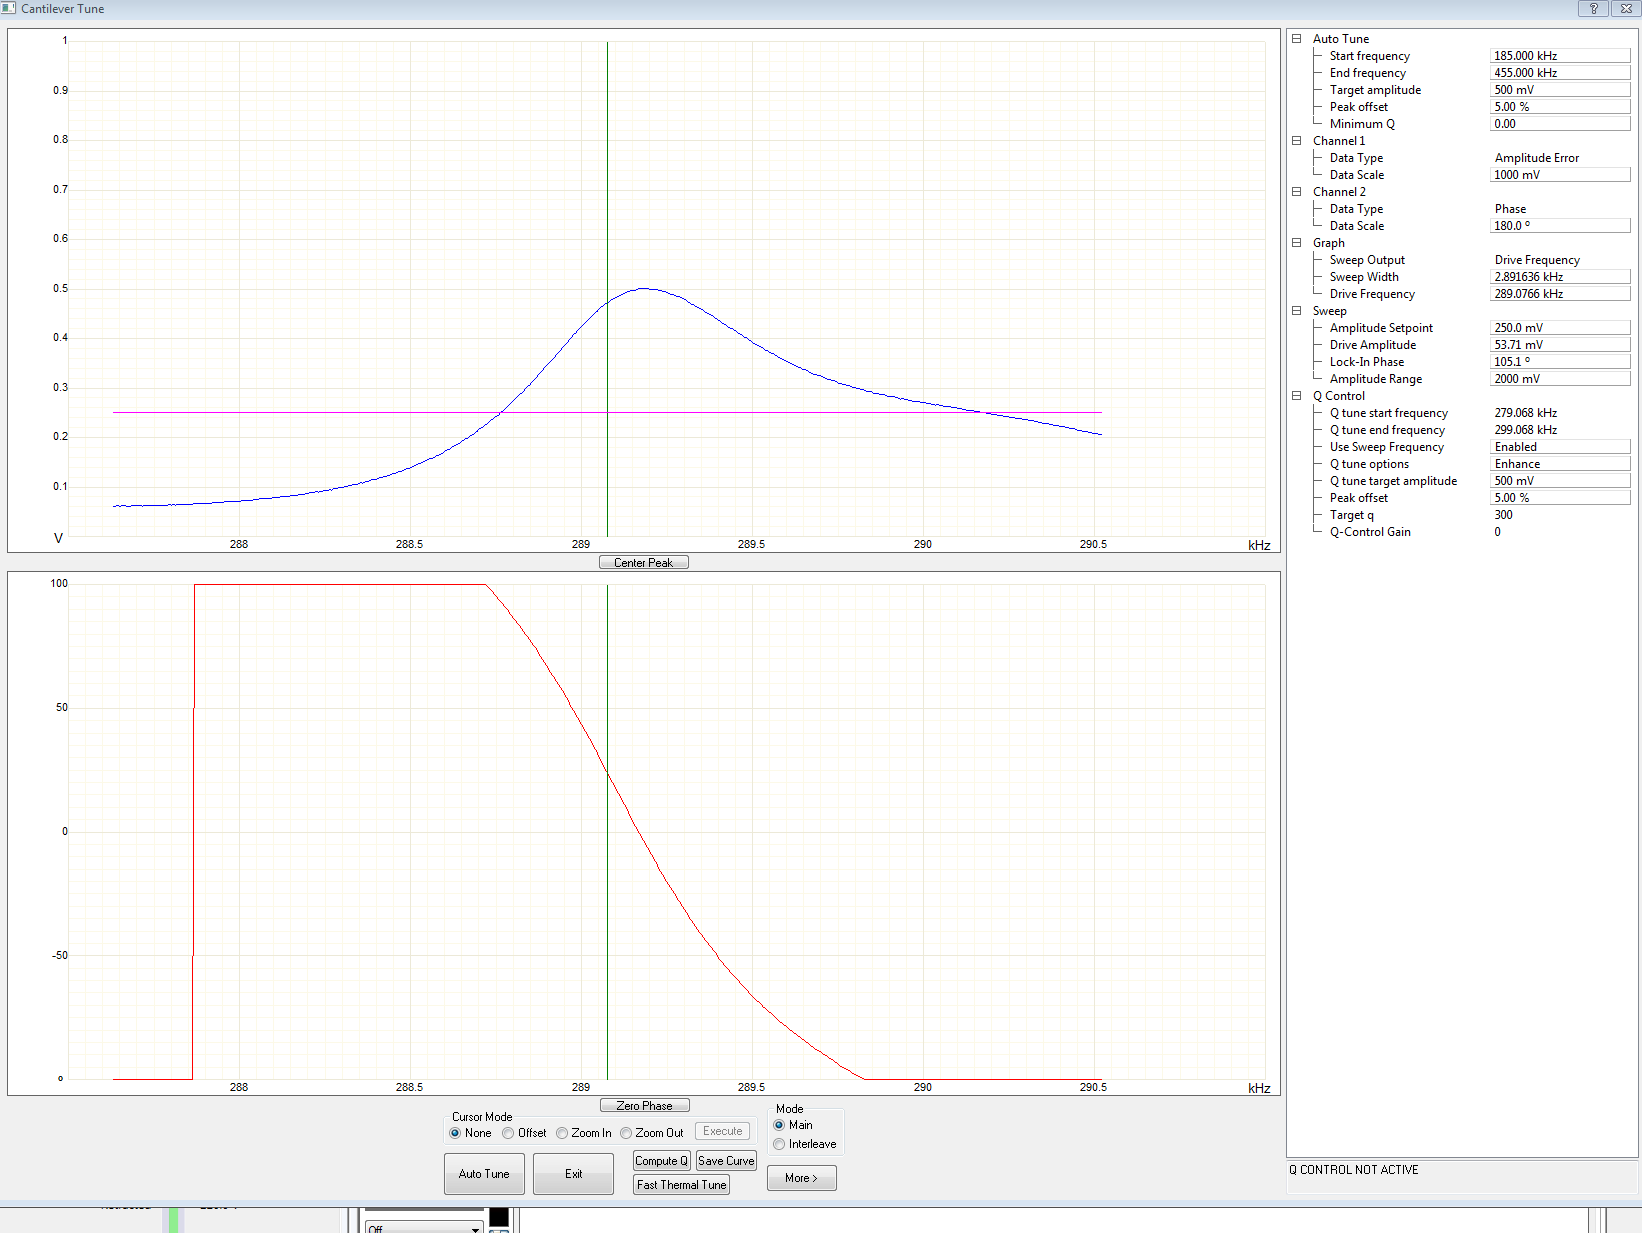 Cantilever Tune
1
0.9
0.8
0.7
0.6
0.5
0.4
0.3
0.2
0.1
V
288
288.5
289
289.5
290
290.5
kHz
Center Peak
100
50
0
-50
º
288
288.5
289
289.5
290
290.5
kHz
Zero Phase
Cursor Mode
None
Offset
Zoom In
Zoom Out
Execute
Mode
Main
Interleave
Auto Tune
Exit
Compute Q
Save Curve
Fast Thermal Tune
More >
Auto Tune
Start frequency 185.000 kHz
End frequency 455.000 kHz
Target amplitude 500 mV
Peak offset 5.00 %
Minimum Q 0.00
Channel 1
Data Type Amplitude Error
Data Scale 1000 mV
Channel 2
Data Type Phase
Data Scale 180.0 º
Graph
Sweep Output Drive Frequency
Sweep Width 2.891636 kHz
Drive Frequency 289.0766 kHz
Sweep
Amplitude Setpoint 250.0 mV
Drive Amplitude 53.71 mV
Lock-In Phase 105.1 º
Amplitude Range 2000 mV
Q Control
Q tune start frequency 279.068 kHz
Q tune end frequency 299.068 kHz
Use Sweep Frequency Enabled
Q tune options Enhance
Q tune target amplitude 500 mV
Peak offset 5.00 %
Target q 300
Q-Control Gain 0
Q CONTROL NOT ACTIVE
Off